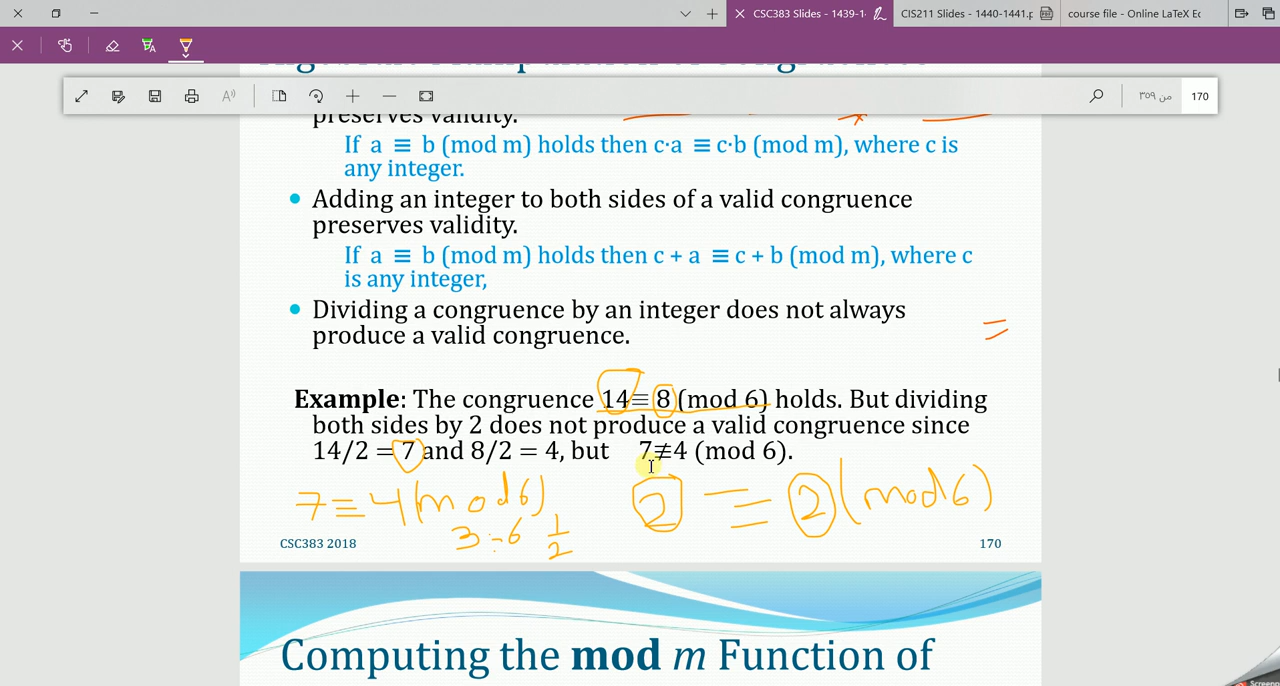 CSC383 Slides - 1439-1
CIS211 Slides - 1440-1441.p
course file - Online LaTeX Ec
من ٣٥٩
170
preserves validity.
If a ≡ b (mod m) holds then c∙a ≡ c∙b (mod m), where c is
any integer.
• Adding an integer to both sides of a valid congruence
preserves validity.
If a ≡ b (mod m) holds then c + a ≡ c + b (mod m), where c
is any integer,
• Dividing a congruence by an integer does not always
produce a valid congruence.
=
Example: The congruence 14≡ 8 (mod 6) holds. But dividing
both sides by 2 does not produce a valid congruence since
14/2 = 7 and 8/2 = 4, but 7≢4 (mod 6).
7 ≡ 4 (mod 6) 2 ≡ 2 (mod 6)
3 ÷ 6 1/2
CSC383 2018
170
Computing the mod m Function of